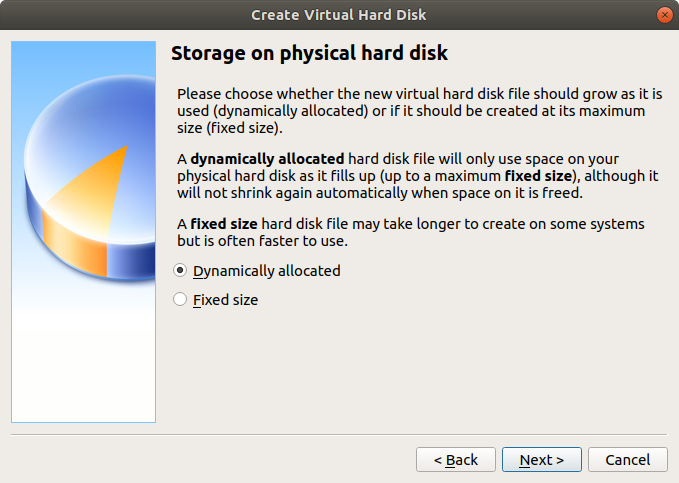 Create Virtual Hard Disk
Storage on physical hard disk
Please choose whether the new virtual hard disk file should grow as it is
used (dynamically allocated) or if it should be created at its maximum
size (fixed size).
A dynamically allocated hard disk file will only use space on your
physical hard disk as it fills up (up to a maximum fixed size), although it
will not shrink again automatically when space on it is freed.
A fixed size hard disk file may take longer to create on some systems
but is often faster to use.
Dynamically allocated
Fixed size
< Back
Next >
Cancel